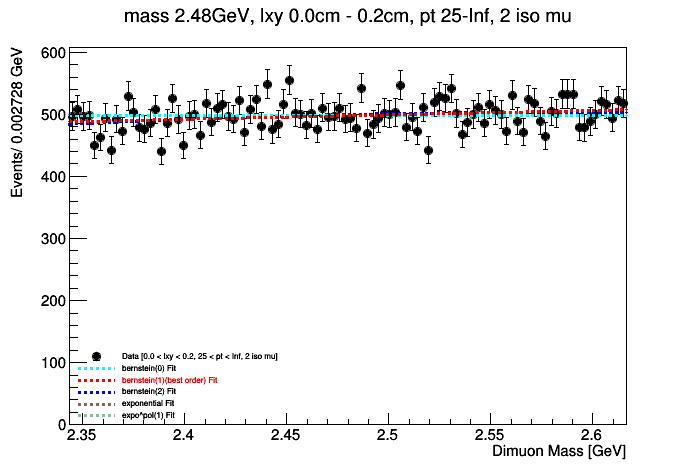 mass 2.48GeV, lxy 0.0cm - 0.2cm, pt 25-Inf, 2 iso mu
Events/ 0.002728 GeV
600
500
400
300
200
100
0
Data [0.0 < lxy < 0.2, 25 < pt < Inf, 2 iso mu]
bernstein(0) Fit
bernstein(1)(best order) Fit
bernstein(2) Fit
exponential Fit
expo*pol(1) Fit
2.35 2.4 2.45 2.5 2.55 2.6
Dimuon Mass [GeV]